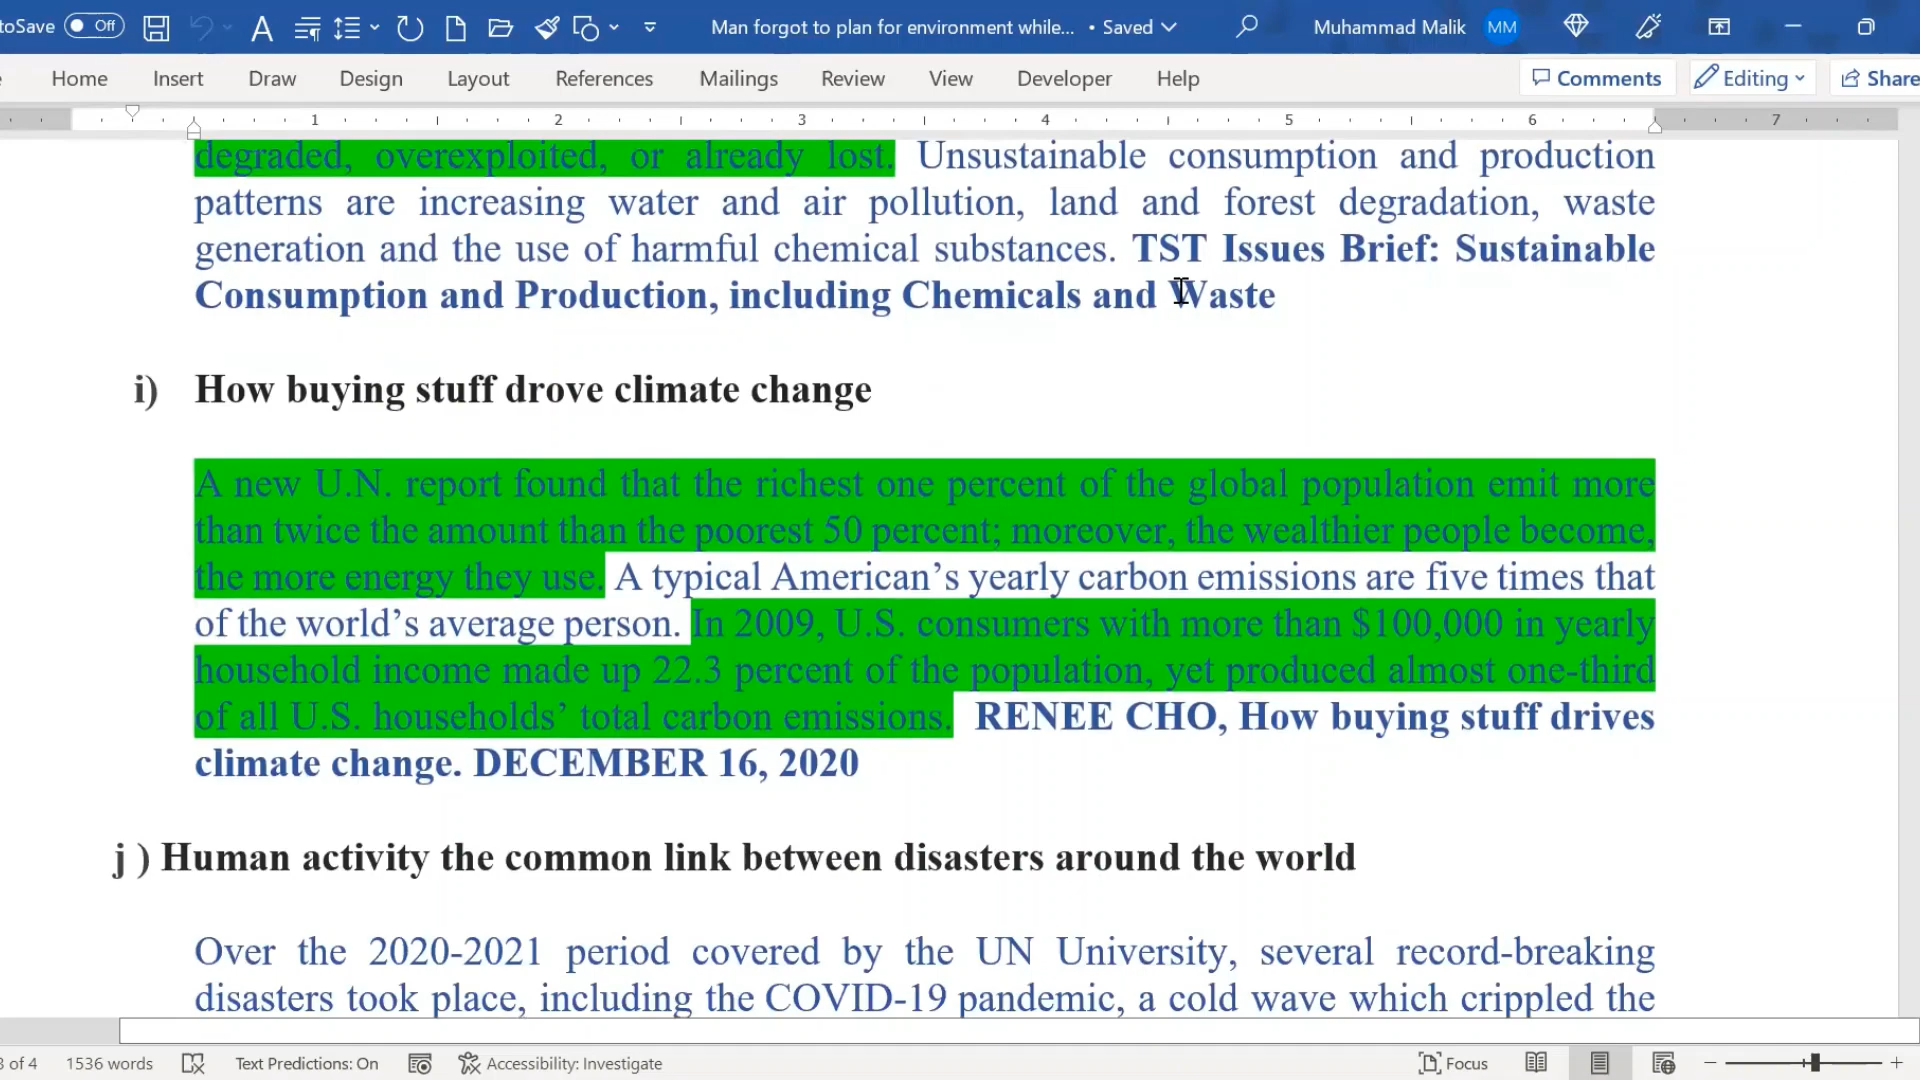 toSave Off A Man forgot to plan for environment while... • Saved Muhammad Malik MM
Home Insert Draw Design Layout References Mailings Review View Developer Help Comments Editing Share
1 2 3 4 5 6 7
degraded, overexploited, or already lost. Unsustainable consumption and production
patterns are increasing water and air pollution, land and forest degradation, waste
generation and the use of harmful chemical substances. TST Issues Brief: Sustainable
Consumption and Production, including Chemicals and Waste
i) How buying stuff drove climate change
A new U.N. report found that the richest one percent of the global population emit more
than twice the amount than the poorest 50 percent; moreover, the wealthier people become,
the more energy they use. A typical American’s yearly carbon emissions are five times that
of the world’s average person. In 2009, U.S. consumers with more than $100,000 in yearly
household income made up 22.3 percent of the population, yet produced almost one-third
of all U.S. households’ total carbon emissions. RENEE CHO, How buying stuff drives
climate change. DECEMBER 16, 2020
j ) Human activity the common link between disasters around the world
Over the 2020-2021 period covered by the UN University, several record-breaking
disasters took place, including the COVID-19 pandemic, a cold wave which crippled the
3 of 4 1536 words Text Predictions: On Accessibility: Investigate Focus